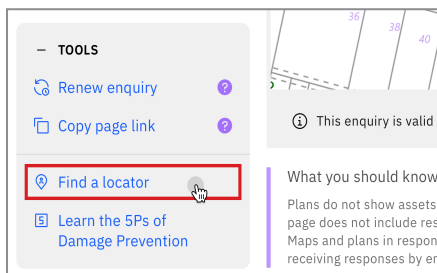 TOOLS
Renew enquiry ?
Copy page link ?
Find a locator
5 Learn the 5Ps of
Damage Prevention
36
38
40
This enquiry is valid
What you should know
Plans do not show assets
page does not include res
Maps and plans in respon
receiving responses by e